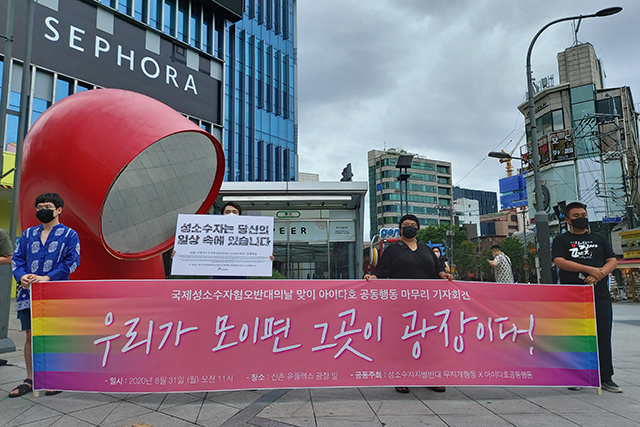 SEPHORA
성소수자는 당신의
일상 속에 있습니다
국제성소수자혐오반대의날 맞이 아이다호 공동행동 마무리 기자회견
우리가 모이면 그곳이 광장이다!
- 일시 : 2020년 8월 31일 (월) 오전 11시 - 장소 : 신촌 유플렉스 광장 앞 - 공동주최 : 성소수자차별반대 무지개행동 X 아이다호공동행동